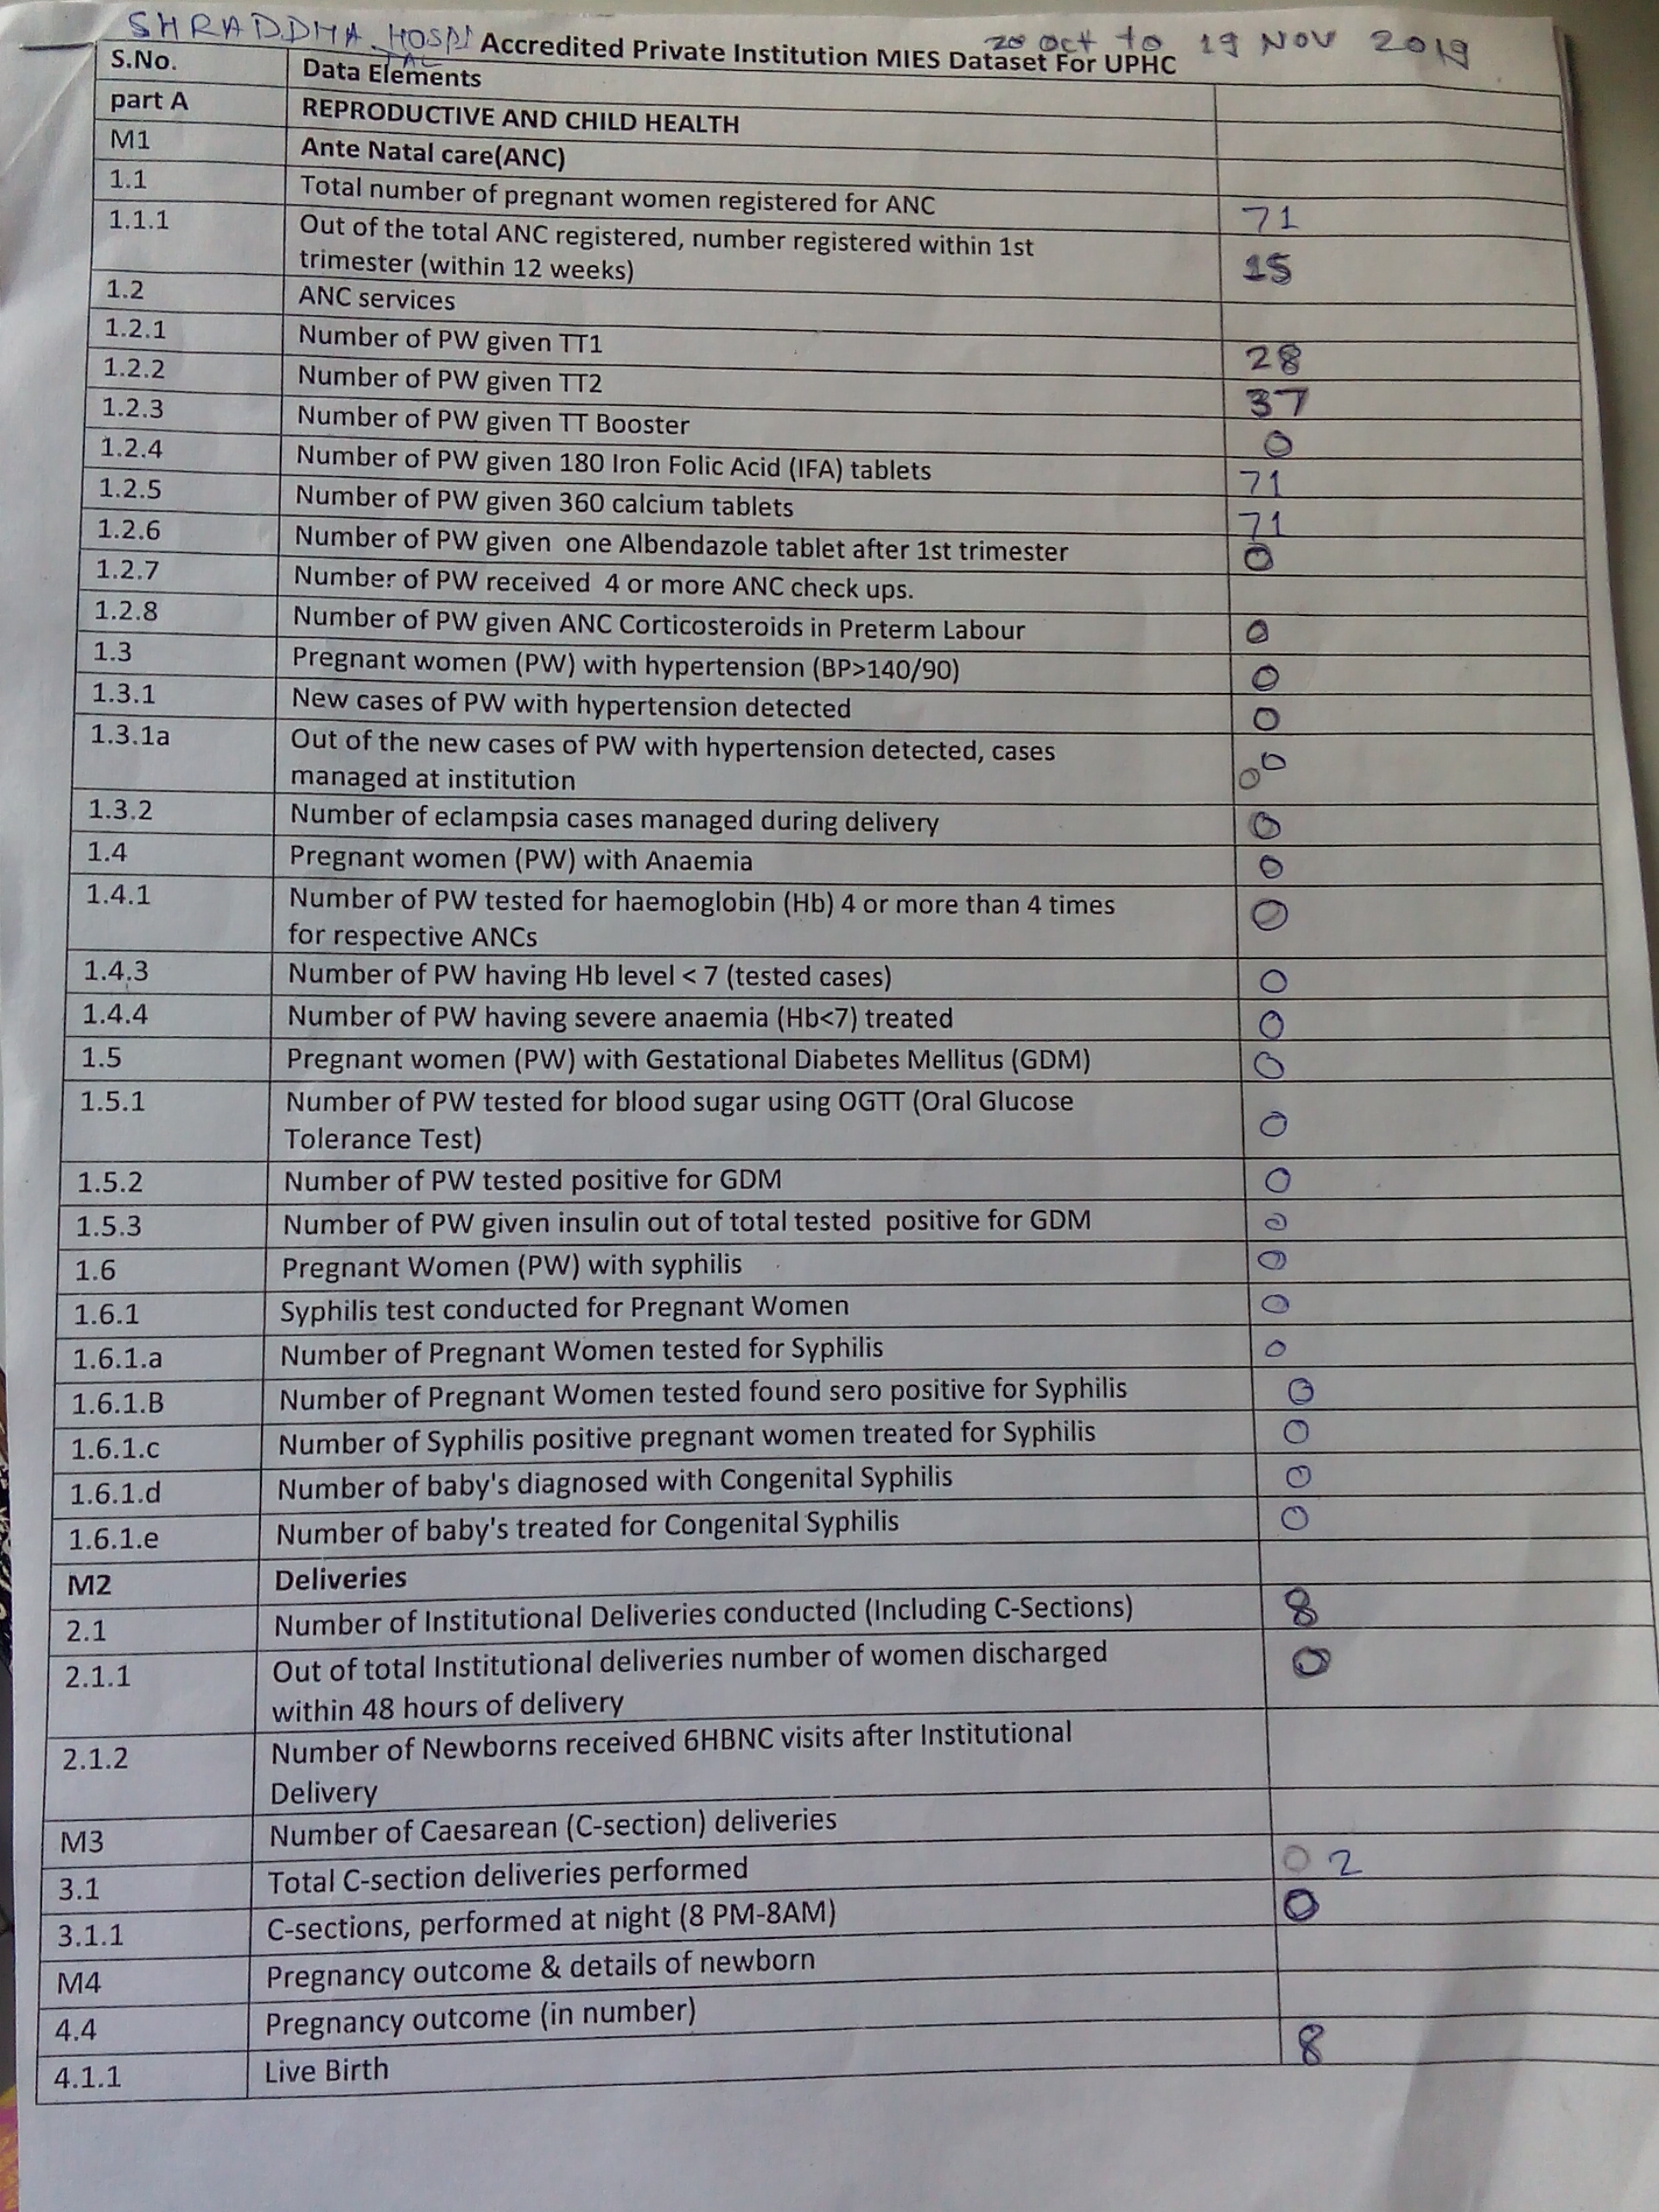 SHRADDHA HOSPI
TAL
20 Oct to 19 NOV 2019
Accredited Private Institution MIES Dataset For UPHC
S.No. Data Elements
part A REPRODUCTIVE AND CHILD HEALTH
M1 Ante Natal care(ANC)
1.1 Total number of pregnant women registered for ANC 71
1.1.1 Out of the total ANC registered, number registered within 1st
trimester (within 12 weeks) 15
1.2 ANC services
1.2.1 Number of PW given TT1 28
1.2.2 Number of PW given TT2 37
1.2.3 Number of PW given TT Booster 0
1.2.4 Number of PW given 180 Iron Folic Acid (IFA) tablets 71
1.2.5 Number of PW given 360 calcium tablets 71
1.2.6 Number of PW given one Albendazole tablet after 1st trimester 0
1.2.7 Number of PW received 4 or more ANC check ups.
1.2.8 Number of PW given ANC Corticosteroids in Preterm Labour 0
1.3 Pregnant women (PW) with hypertension (BP>140/90) 0
1.3.1 New cases of PW with hypertension detected 0
1.3.1a Out of the new cases of PW with hypertension detected, cases
managed at institution 0 0
1.3.2 Number of eclampsia cases managed during delivery 0
1.4 Pregnant women (PW) with Anaemia 0
1.4.1 Number of PW tested for haemoglobin (Hb) 4 or more than 4 times
for respective ANCs 0
1.4.3 Number of PW having Hb level < 7 (tested cases) 0
1.4.4 Number of PW having severe anaemia (Hb<7) treated 0
1.5 Pregnant women (PW) with Gestational Diabetes Mellitus (GDM) 0
1.5.1 Number of PW tested for blood sugar using OGTT (Oral Glucose
Tolerance Test) 0
1.5.2 Number of PW tested positive for GDM 0
1.5.3 Number of PW given insulin out of total tested positive for GDM 0
1.6 Pregnant Women (PW) with syphilis 0
1.6.1 Syphilis test conducted for Pregnant Women 0
1.6.1.a Number of Pregnant Women tested for Syphilis 0
1.6.1.B Number of Pregnant Women tested found sero positive for Syphilis 0
1.6.1.c Number of Syphilis positive pregnant women treated for Syphilis 0
1.6.1.d Number of baby's diagnosed with Congenital Syphilis 0
1.6.1.e Number of baby's treated for Congenital Syphilis 0
M2 Deliveries
2.1 Number of Institutional Deliveries conducted (Including C-Sections) 8
2.1.1 Out of total Institutional deliveries number of women discharged
within 48 hours of delivery 0
2.1.2 Number of Newborns received 6HBNC visits after Institutional
Delivery
M3 Number of Caesarean (C-section) deliveries
3.1 Total C-section deliveries performed 0 2
3.1.1 C-sections, performed at night (8 PM-8AM) 0
M4 Pregnancy outcome & details of newborn
4.4 Pregnancy outcome (in number)
4.1.1 Live Birth 8